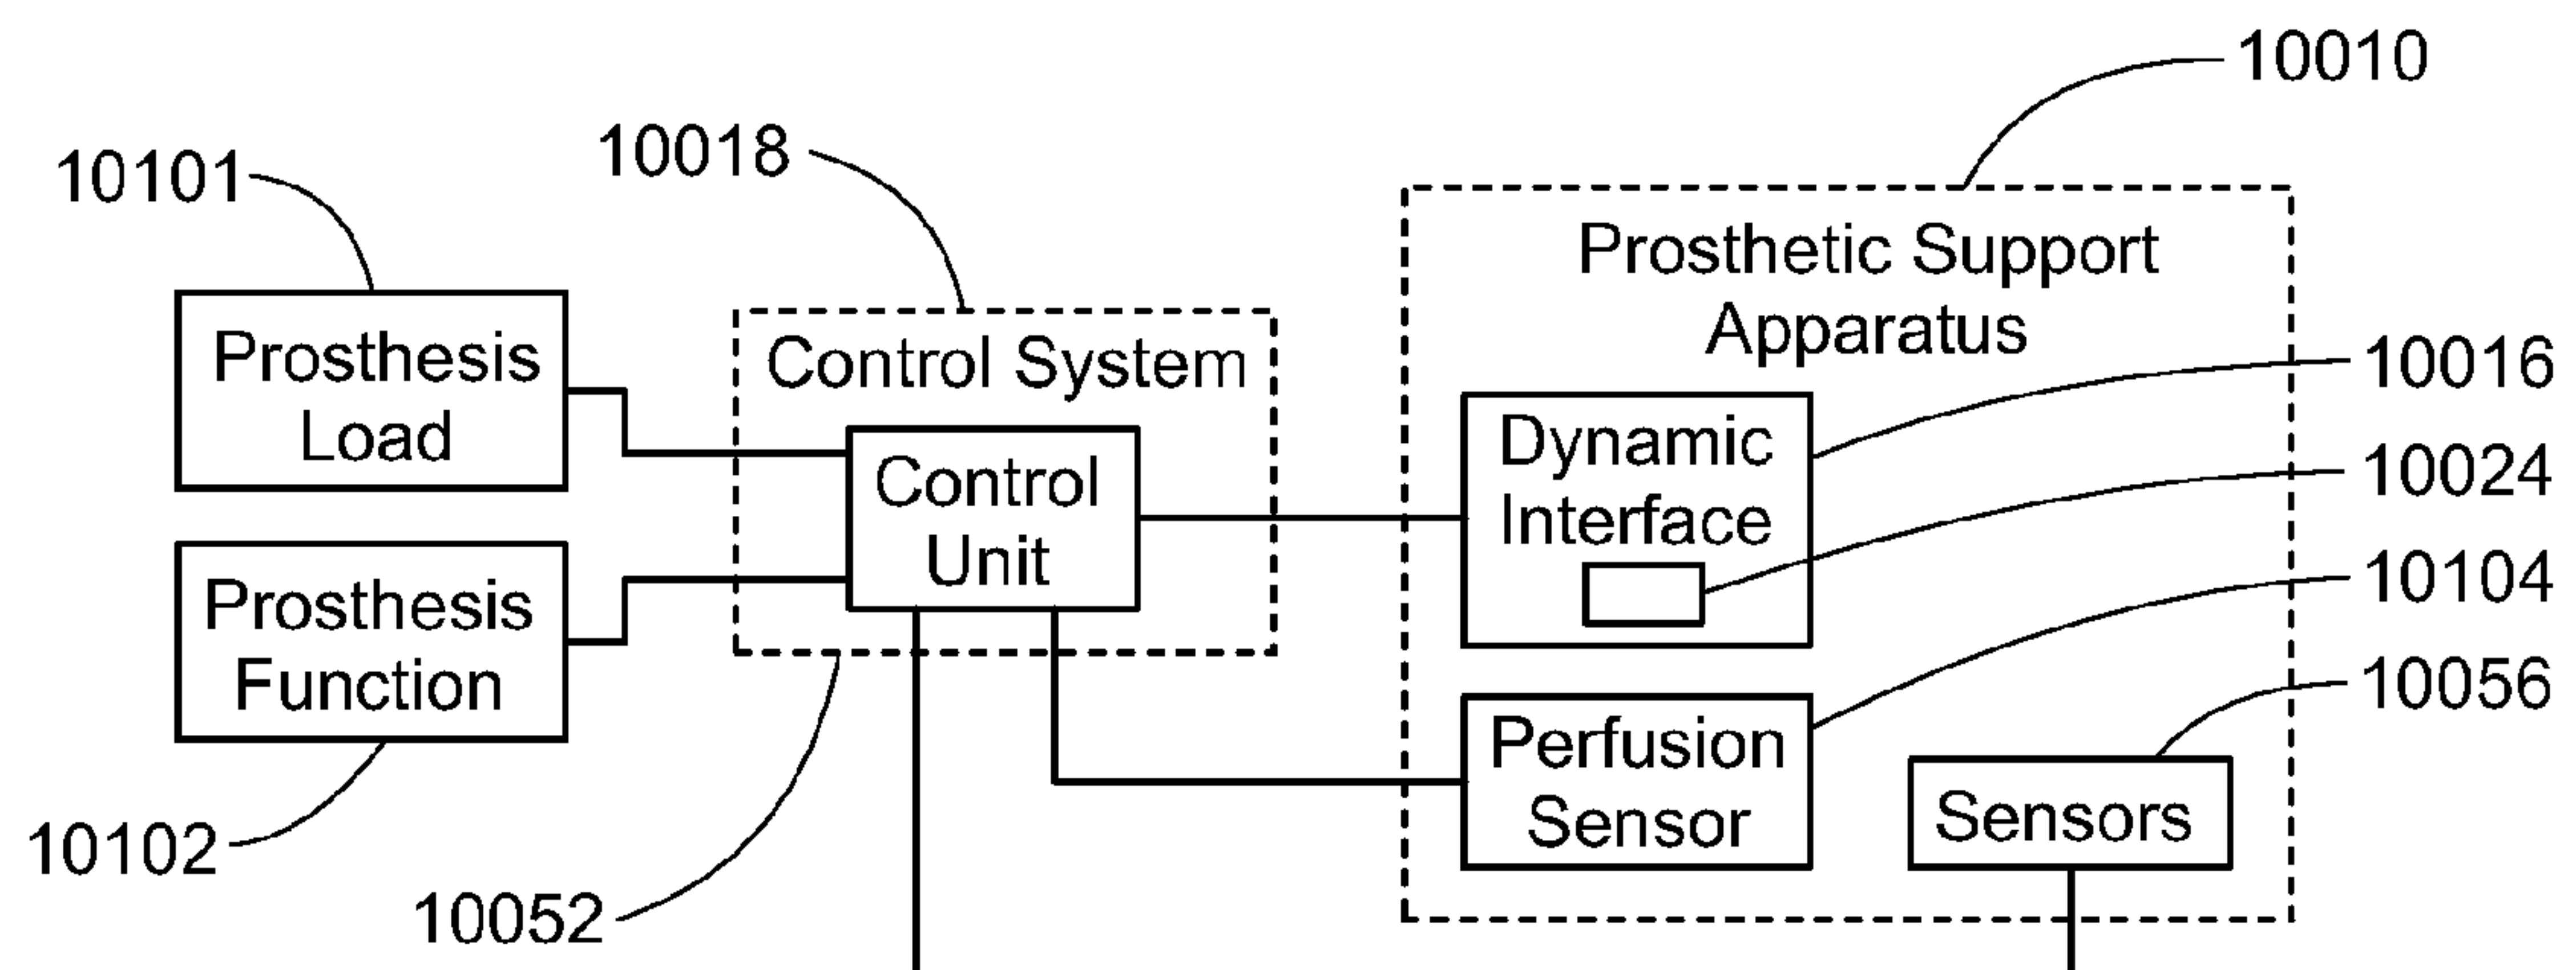 10010
10018
10101
Prosthetic Support
Apparatus
Prosthesis
Load
Control System
10016
Dynamic
Interface
Control
Unit
10024
Prosthesis
Function
10104
10056
Perfusion
Sensor
Sensors
10102
10052